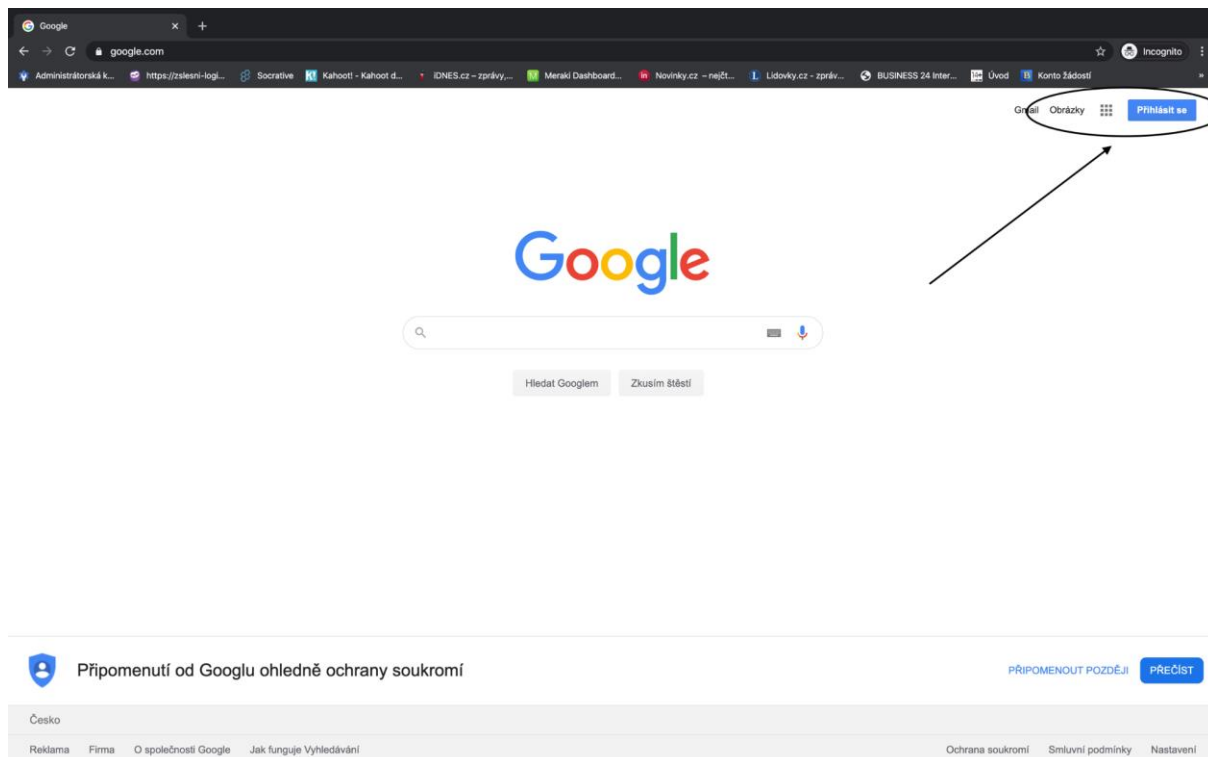 Google
google.com
Incognito
Administrátorská k... https://zslesni-logi... Socrative Kahoot! - Kahoot d... iDNES.cz – zprávy,... Meraki Dashboard... Novinky.cz – nejčt... Lidovky.cz - zpráv... BUSINESS 24 Inter... Úvod Konto žádostí »
Gmail Obrázky Přihlásit se
Google
Hledat Googlem Zkusím štěstí
Připomenutí od Googlu ohledně ochrany soukromí PŘIPOMENOUT POZDĚJI PŘEČÍST
Česko
Reklama Firma O společnosti Google Jak funguje Vyhledávání Ochrana soukromí Smluvní podmínky Nastavení